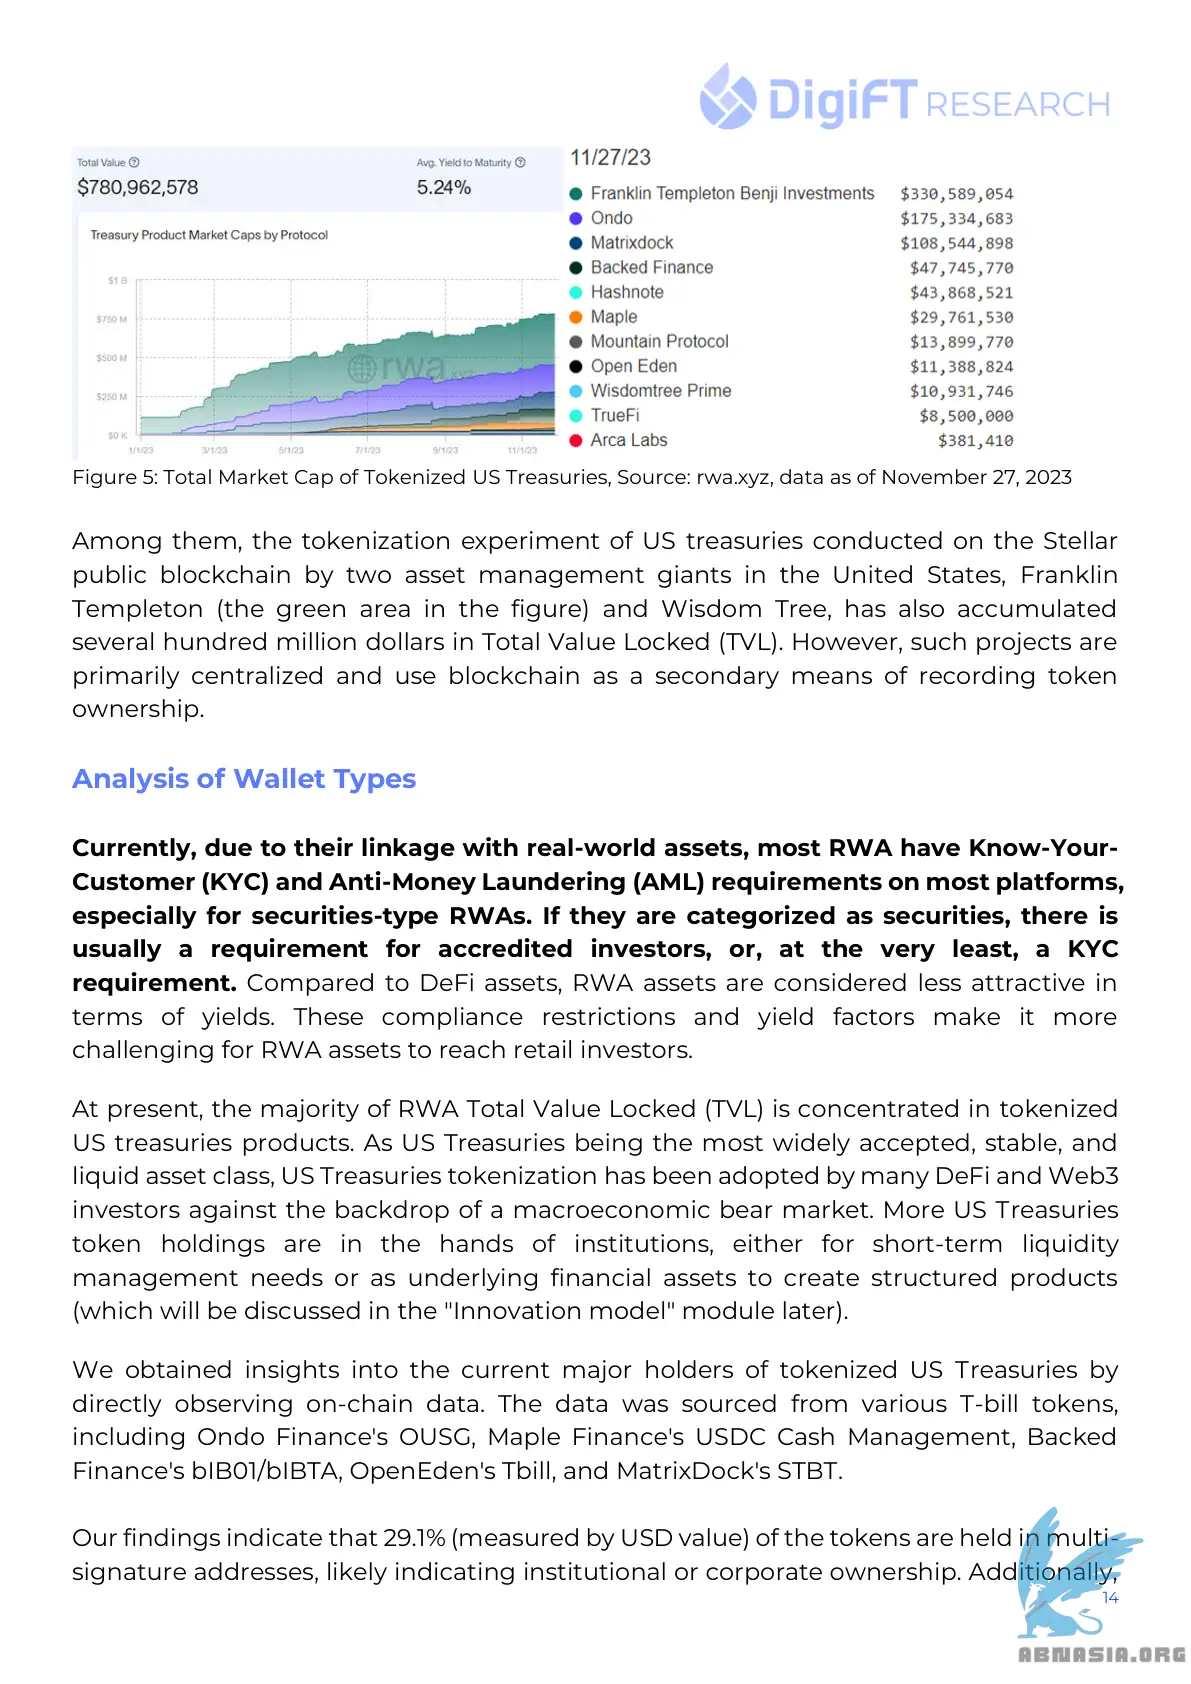 DigiFT RESEARCH
Total Value ?
$780,962,578
Avg. Yield to Maturity ?
5.24%
Treasury Product Market Caps by Protocol
$1 B
$750 M
$500 M
$250 M
$0 K
1/1/23 3/1/23 5/1/23 7/1/23 9/1/23 11/1/23
rwa.xyz
11/27/23
Franklin Templeton Benji Investments $330,589,054
Ondo $175,334,683
Matrixdock $108,544,898
Backed Finance $47,745,770
Hashnote $43,868,521
Maple $29,761,530
Mountain Protocol $13,899,770
Open Eden $11,388,824
Wisdomtree Prime $10,931,746
TrueFi $8,500,000
Arca Labs $381,410
Figure 5: Total Market Cap of Tokenized US Treasuries, Source: rwa.xyz, data as of November 27, 2023
Among them, the tokenization experiment of US treasuries conducted on the Stellar
public blockchain by two asset management giants in the United States, Franklin
Templeton (the green area in the figure) and Wisdom Tree, has also accumulated
several hundred million dollars in Total Value Locked (TVL). However, such projects are
primarily centralized and use blockchain as a secondary means of recording token
ownership.
Analysis of Wallet Types
Currently, due to their linkage with real-world assets, most RWA have Know-Your-
Customer (KYC) and Anti-Money Laundering (AML) requirements on most platforms,
especially for securities-type RWAs. If they are categorized as securities, there is
usually a requirement for accredited investors, or, at the very least, a KYC
requirement. Compared to DeFi assets, RWA assets are considered less attractive in
terms of yields. These compliance restrictions and yield factors make it more
challenging for RWA assets to reach retail investors.
At present, the majority of RWA Total Value Locked (TVL) is concentrated in tokenized
US treasuries products. As US Treasuries being the most widely accepted, stable, and
liquid asset class, US Treasuries tokenization has been adopted by many DeFi and Web3
investors against the backdrop of a macroeconomic bear market. More US Treasuries
token holdings are in the hands of institutions, either for short-term liquidity
management needs or as underlying financial assets to create structured products
(which will be discussed in the "Innovation model" module later).
We obtained insights into the current major holders of tokenized US Treasuries by
directly observing on-chain data. The data was sourced from various T-bill tokens,
including Ondo Finance's OUSG, Maple Finance's USDC Cash Management, Backed
Finance's bIB01/bIBTA, OpenEden's Tbill, and MatrixDock's STBT.
Our findings indicate that 29.1% (measured by USD value) of the tokens are held in multi-
signature addresses, likely indicating institutional or corporate ownership. Additionally,
14
ABNASIA.ORG